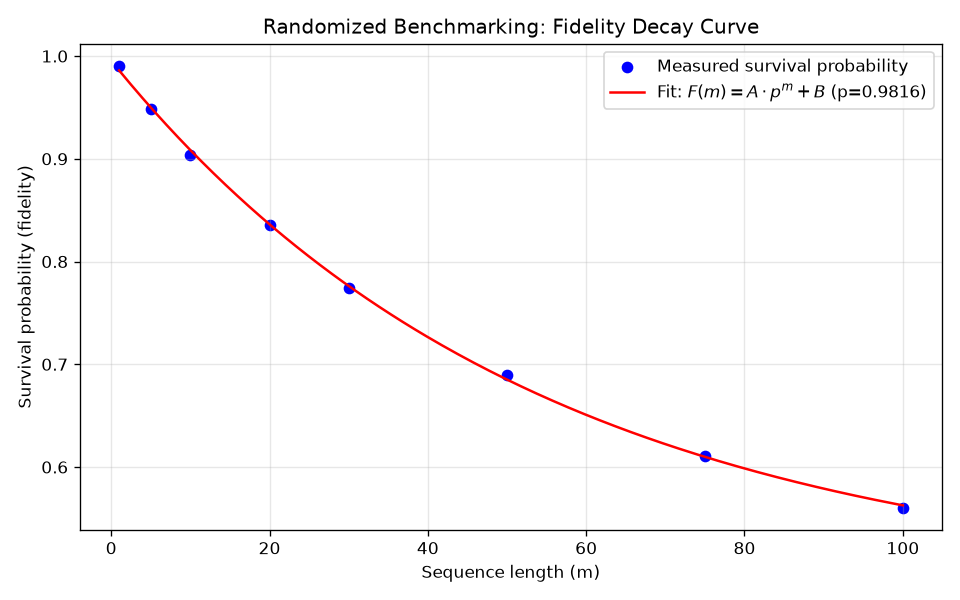 Randomized Benchmarking: Fidelity Decay Curve
Measured survival probability
Fit: F(m) = A · p^m + B (p=0.9816)
Survival probability (fidelity)
1.0
0.9
0.8
0.7
0.6
0 20 40 60 80 100
Sequence length (m)